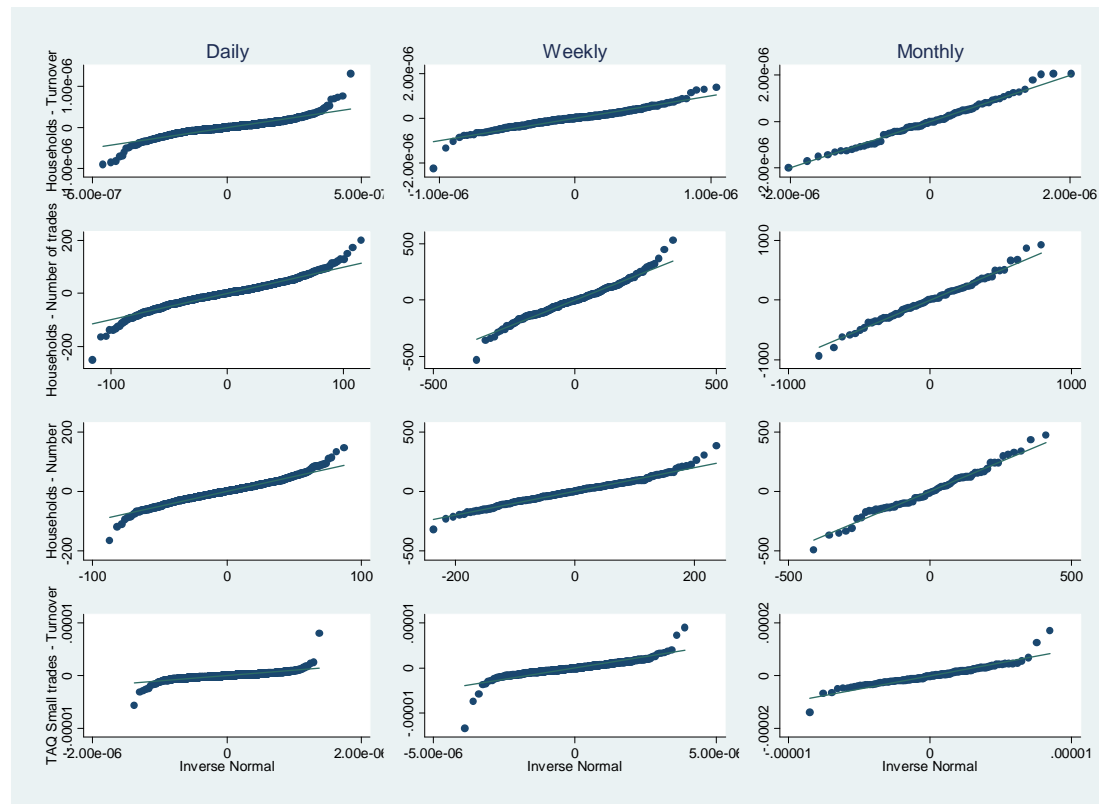 Daily
Weekly
Monthly
Households - Turnover
1.00e-06
0
-1.00e-06
-5.00e-07
0
5.00e-07
2.00e-06
0
-2.00e-06
-1.00e-06
0
1.00e-06
2.00e-06
0
-2.00e-06
-2.00e-06
0
2.00e-06
Households - Number of trades
200
0
-200
-100
0
100
500
0
-500
-500
0
500
1000
0
-1000
-1000
0
1000
Households - Number
200
0
-200
-100
0
100
500
0
-500
-200
0
200
500
0
-500
-500
0
500
TAQ Small trades - Turnover
.00001
0
-.00001
-2.00e-06
0
2.00e-06
Inverse Normal
.00001
0
-.00001
-5.00e-06
0
5.00e-06
Inverse Normal
.00002
0
-.00002
-.00001
0
.00001
Inverse Normal